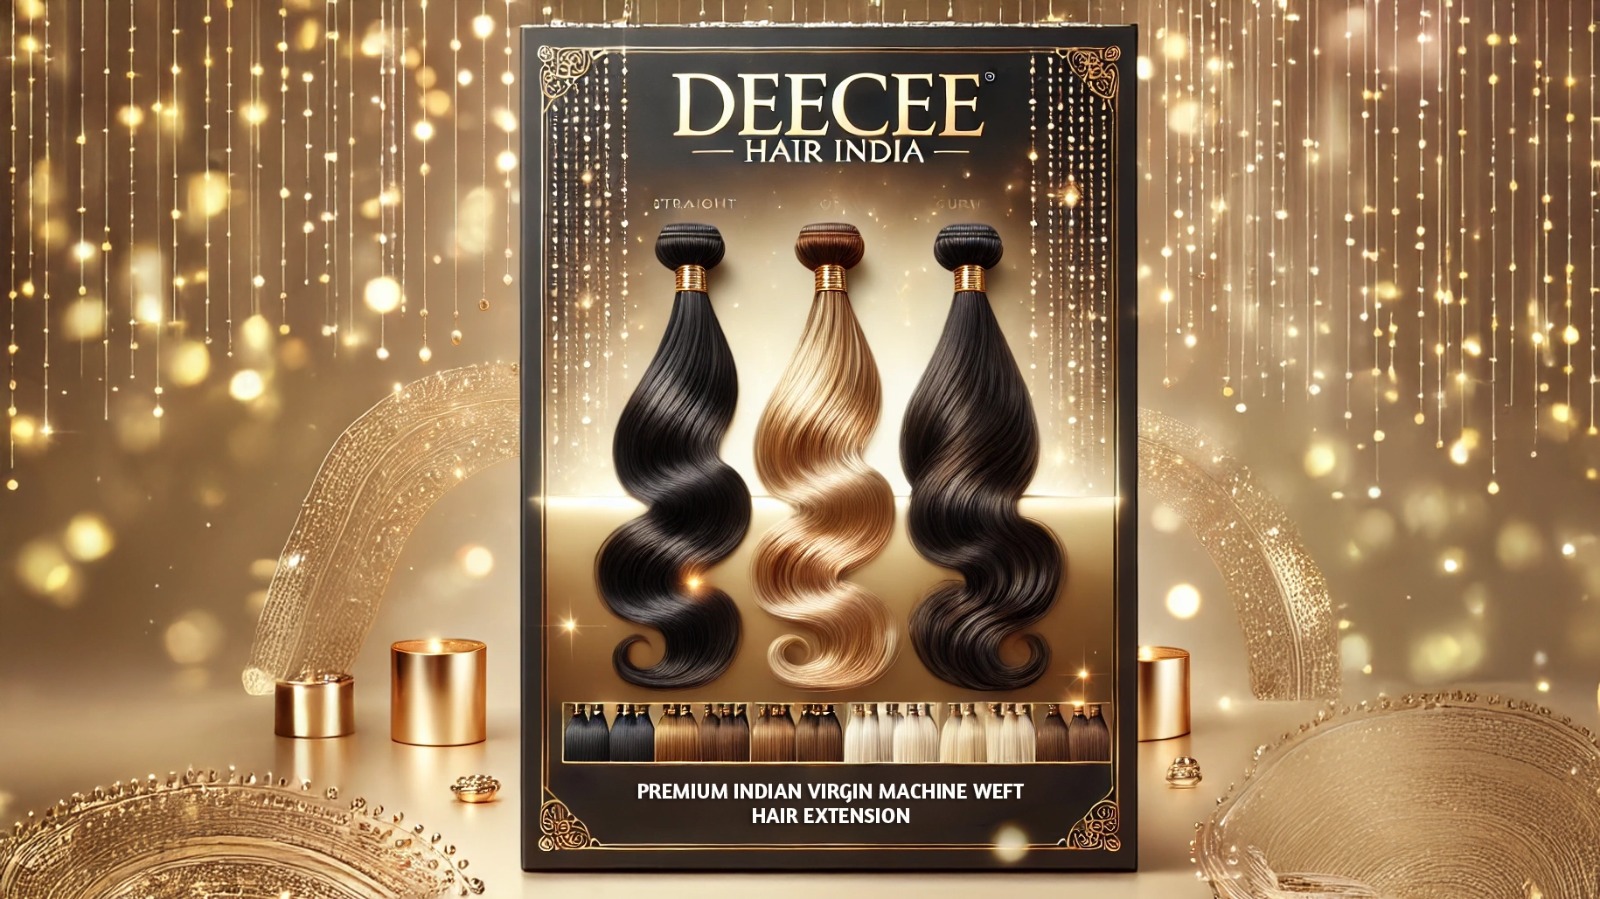 DEECEE
HAIR INDIA
PREMIUM INDIAN VIRGIN MACHINE WEFT
HAIR EXTENSION